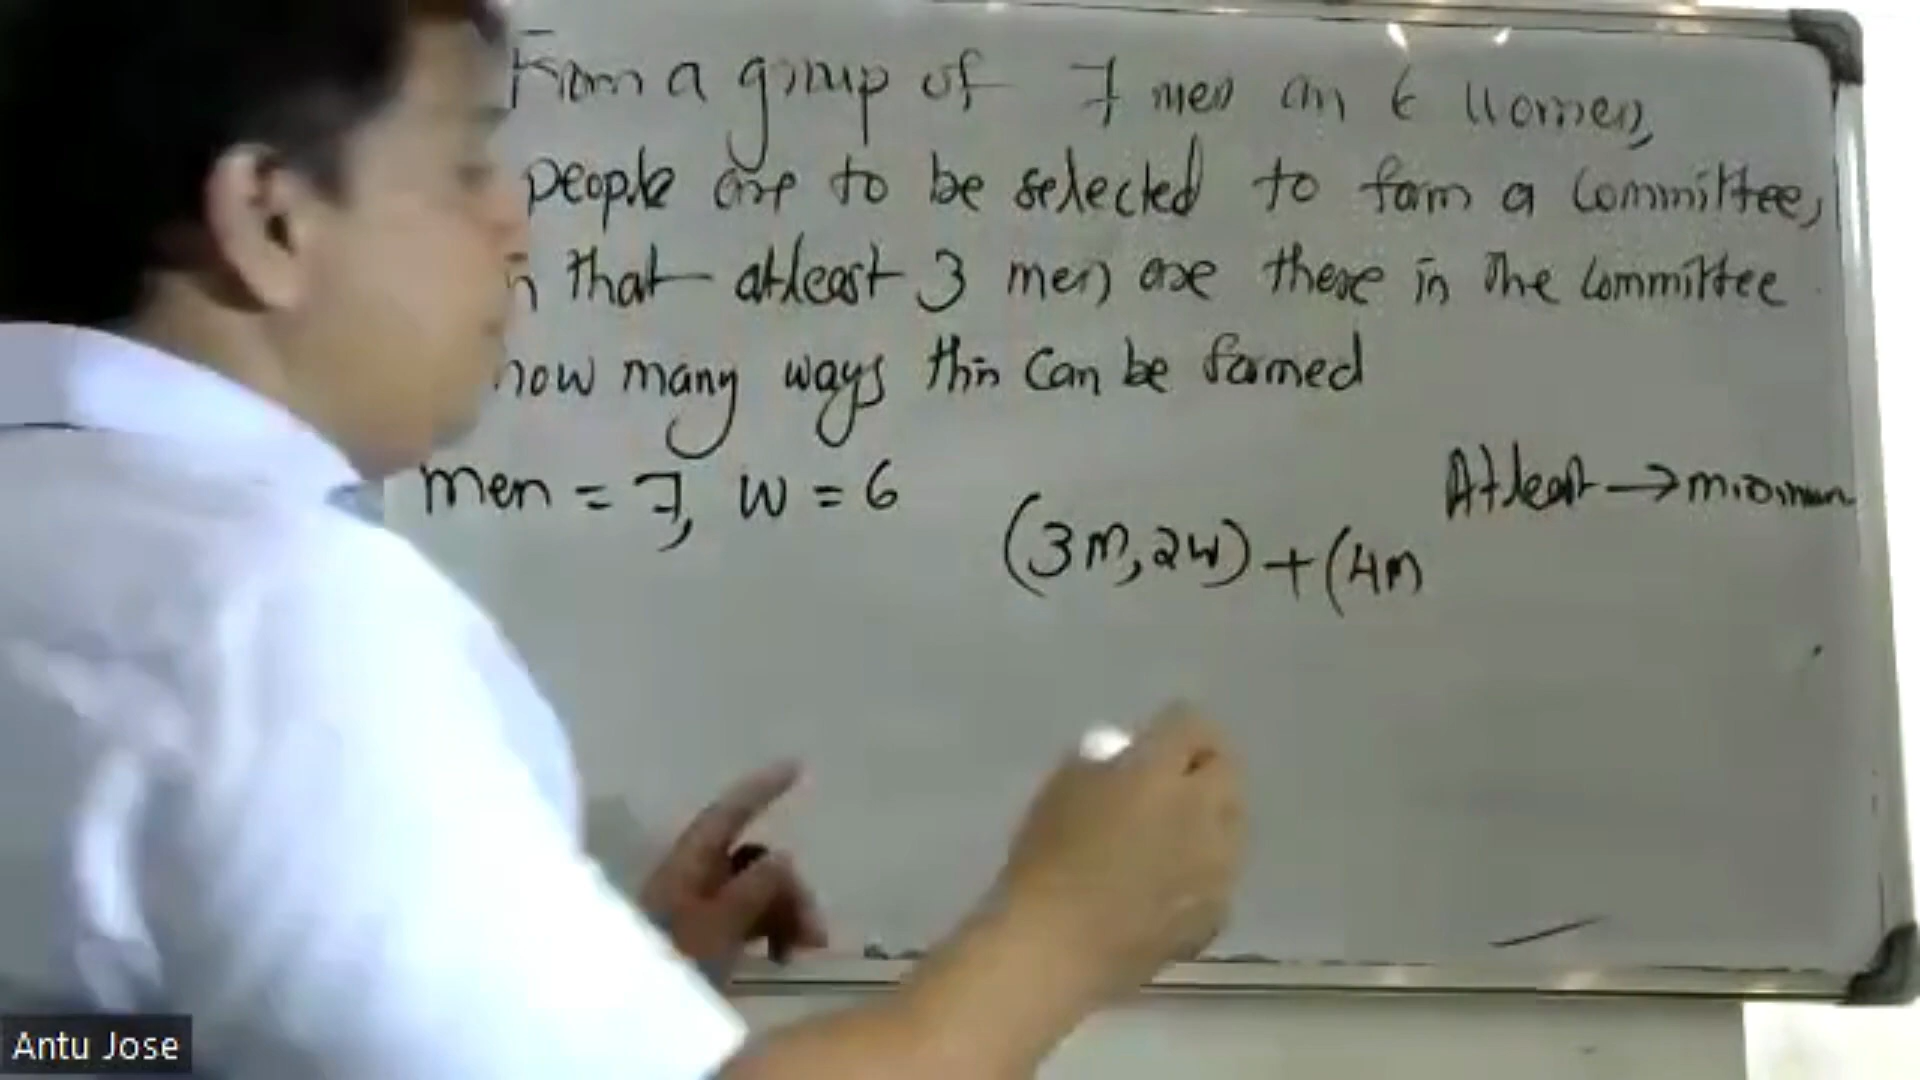 From a group of 7 men an 6 women,
people are to be selected to form a committee,
that atleast 3 men are there in the committee
how many ways this can be formed
men = 7, w = 6
Atleast → minimum
(3m, 2w) + (4m
Antu Jose